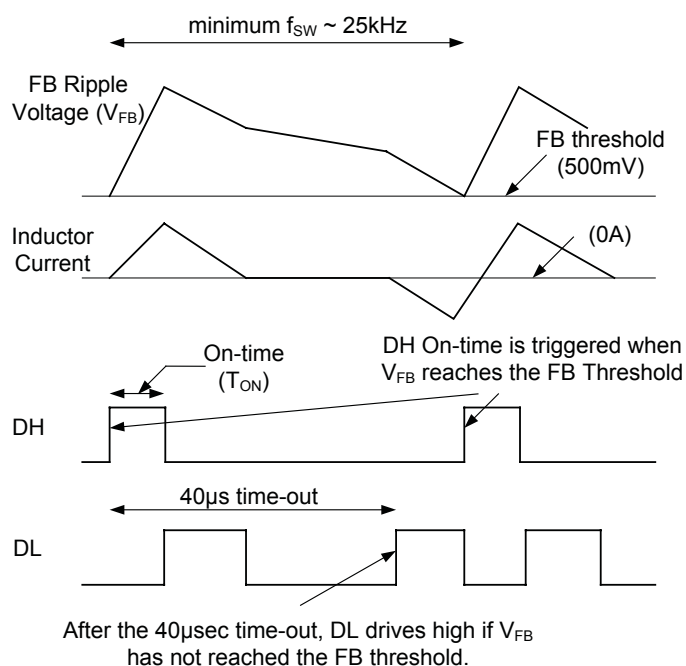 minimum fSW ~ 25kHz
FB Ripple
Voltage (VFB)
FB threshold
(500mV)
Inductor
Current
(0A)
DH On-time is triggered when
VFB reaches the FB Threshold
On-time
(TON)
DH
40µs time-out
DL
After the 40µsec time-out, DL drives high if VFB
has not reached the FB threshold.